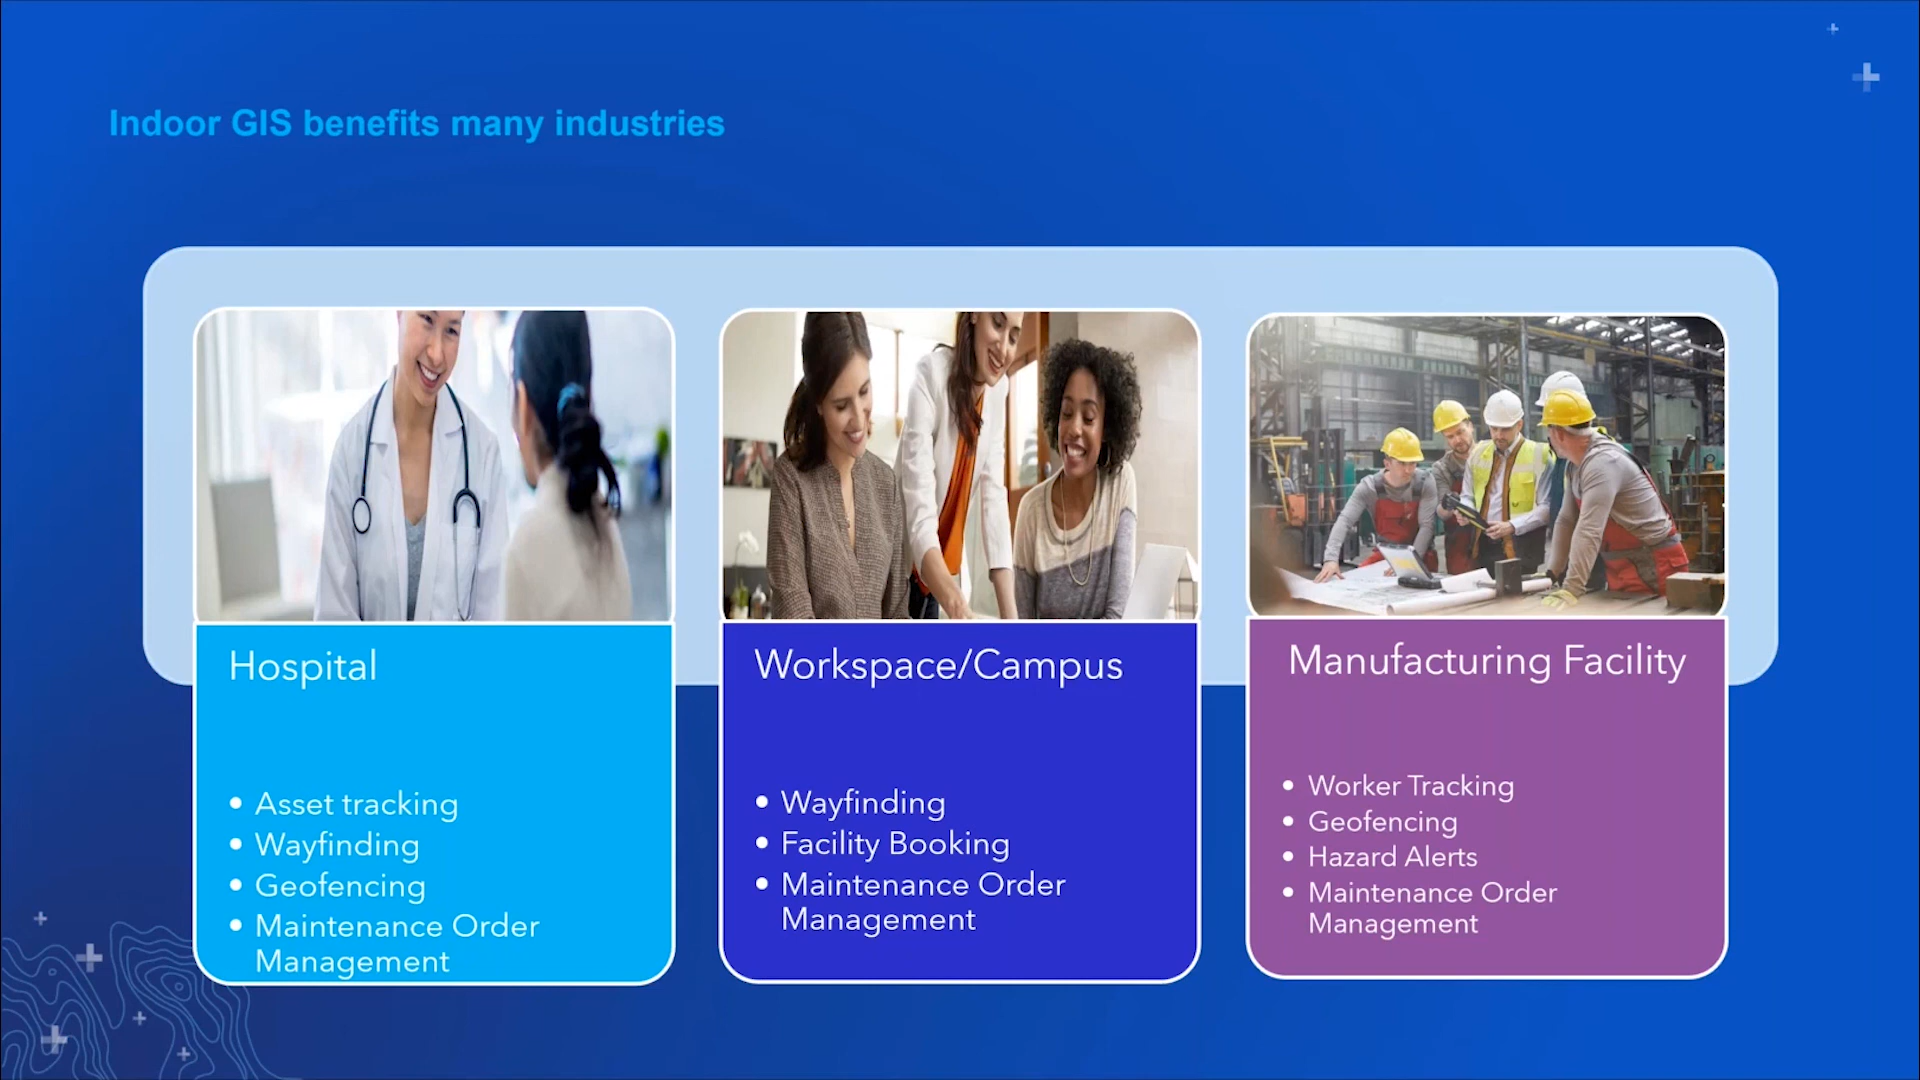 Indoor GIS benefits many industries
Hospital
• Asset tracking
• Wayfinding
• Geofencing
• Maintenance Order
Management
Workspace/Campus
• Wayfinding
• Facility Booking
• Maintenance Order
Management
Manufacturing Facility
• Worker Tracking
• Geofencing
• Hazard Alerts
• Maintenance Order
Management